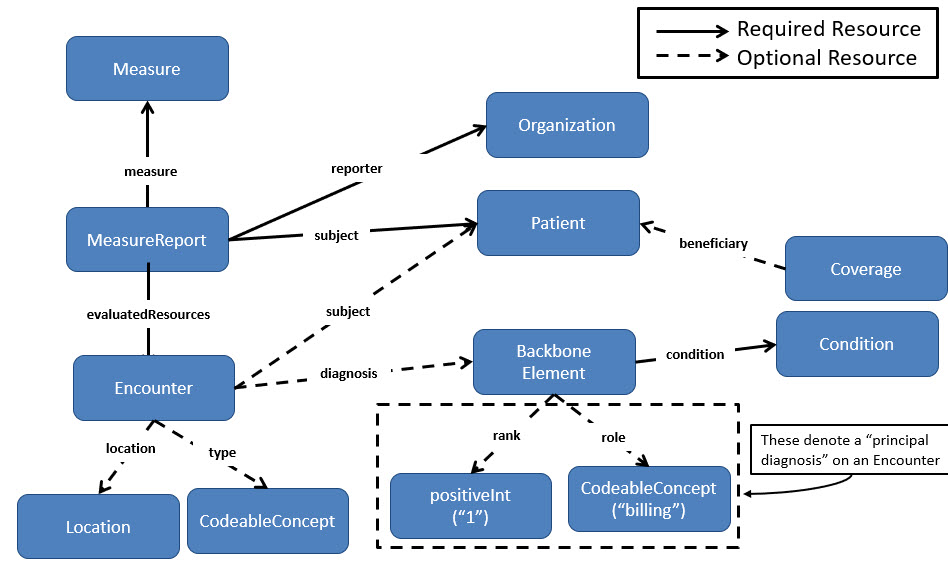 Required Resource
Optional Resource
Measure
Organization
measure
reporter
MeasureReport
subject
Patient
beneficiary
Coverage
evaluatedResources
subject
Backbone
Element
condition
Condition
Encounter
diagnosis
location
type
rank
role
These denote a “principal
diagnosis” on an Encounter
Location
CodeableConcept
positiveInt
(“1”)
CodeableConcept
(“billing”)